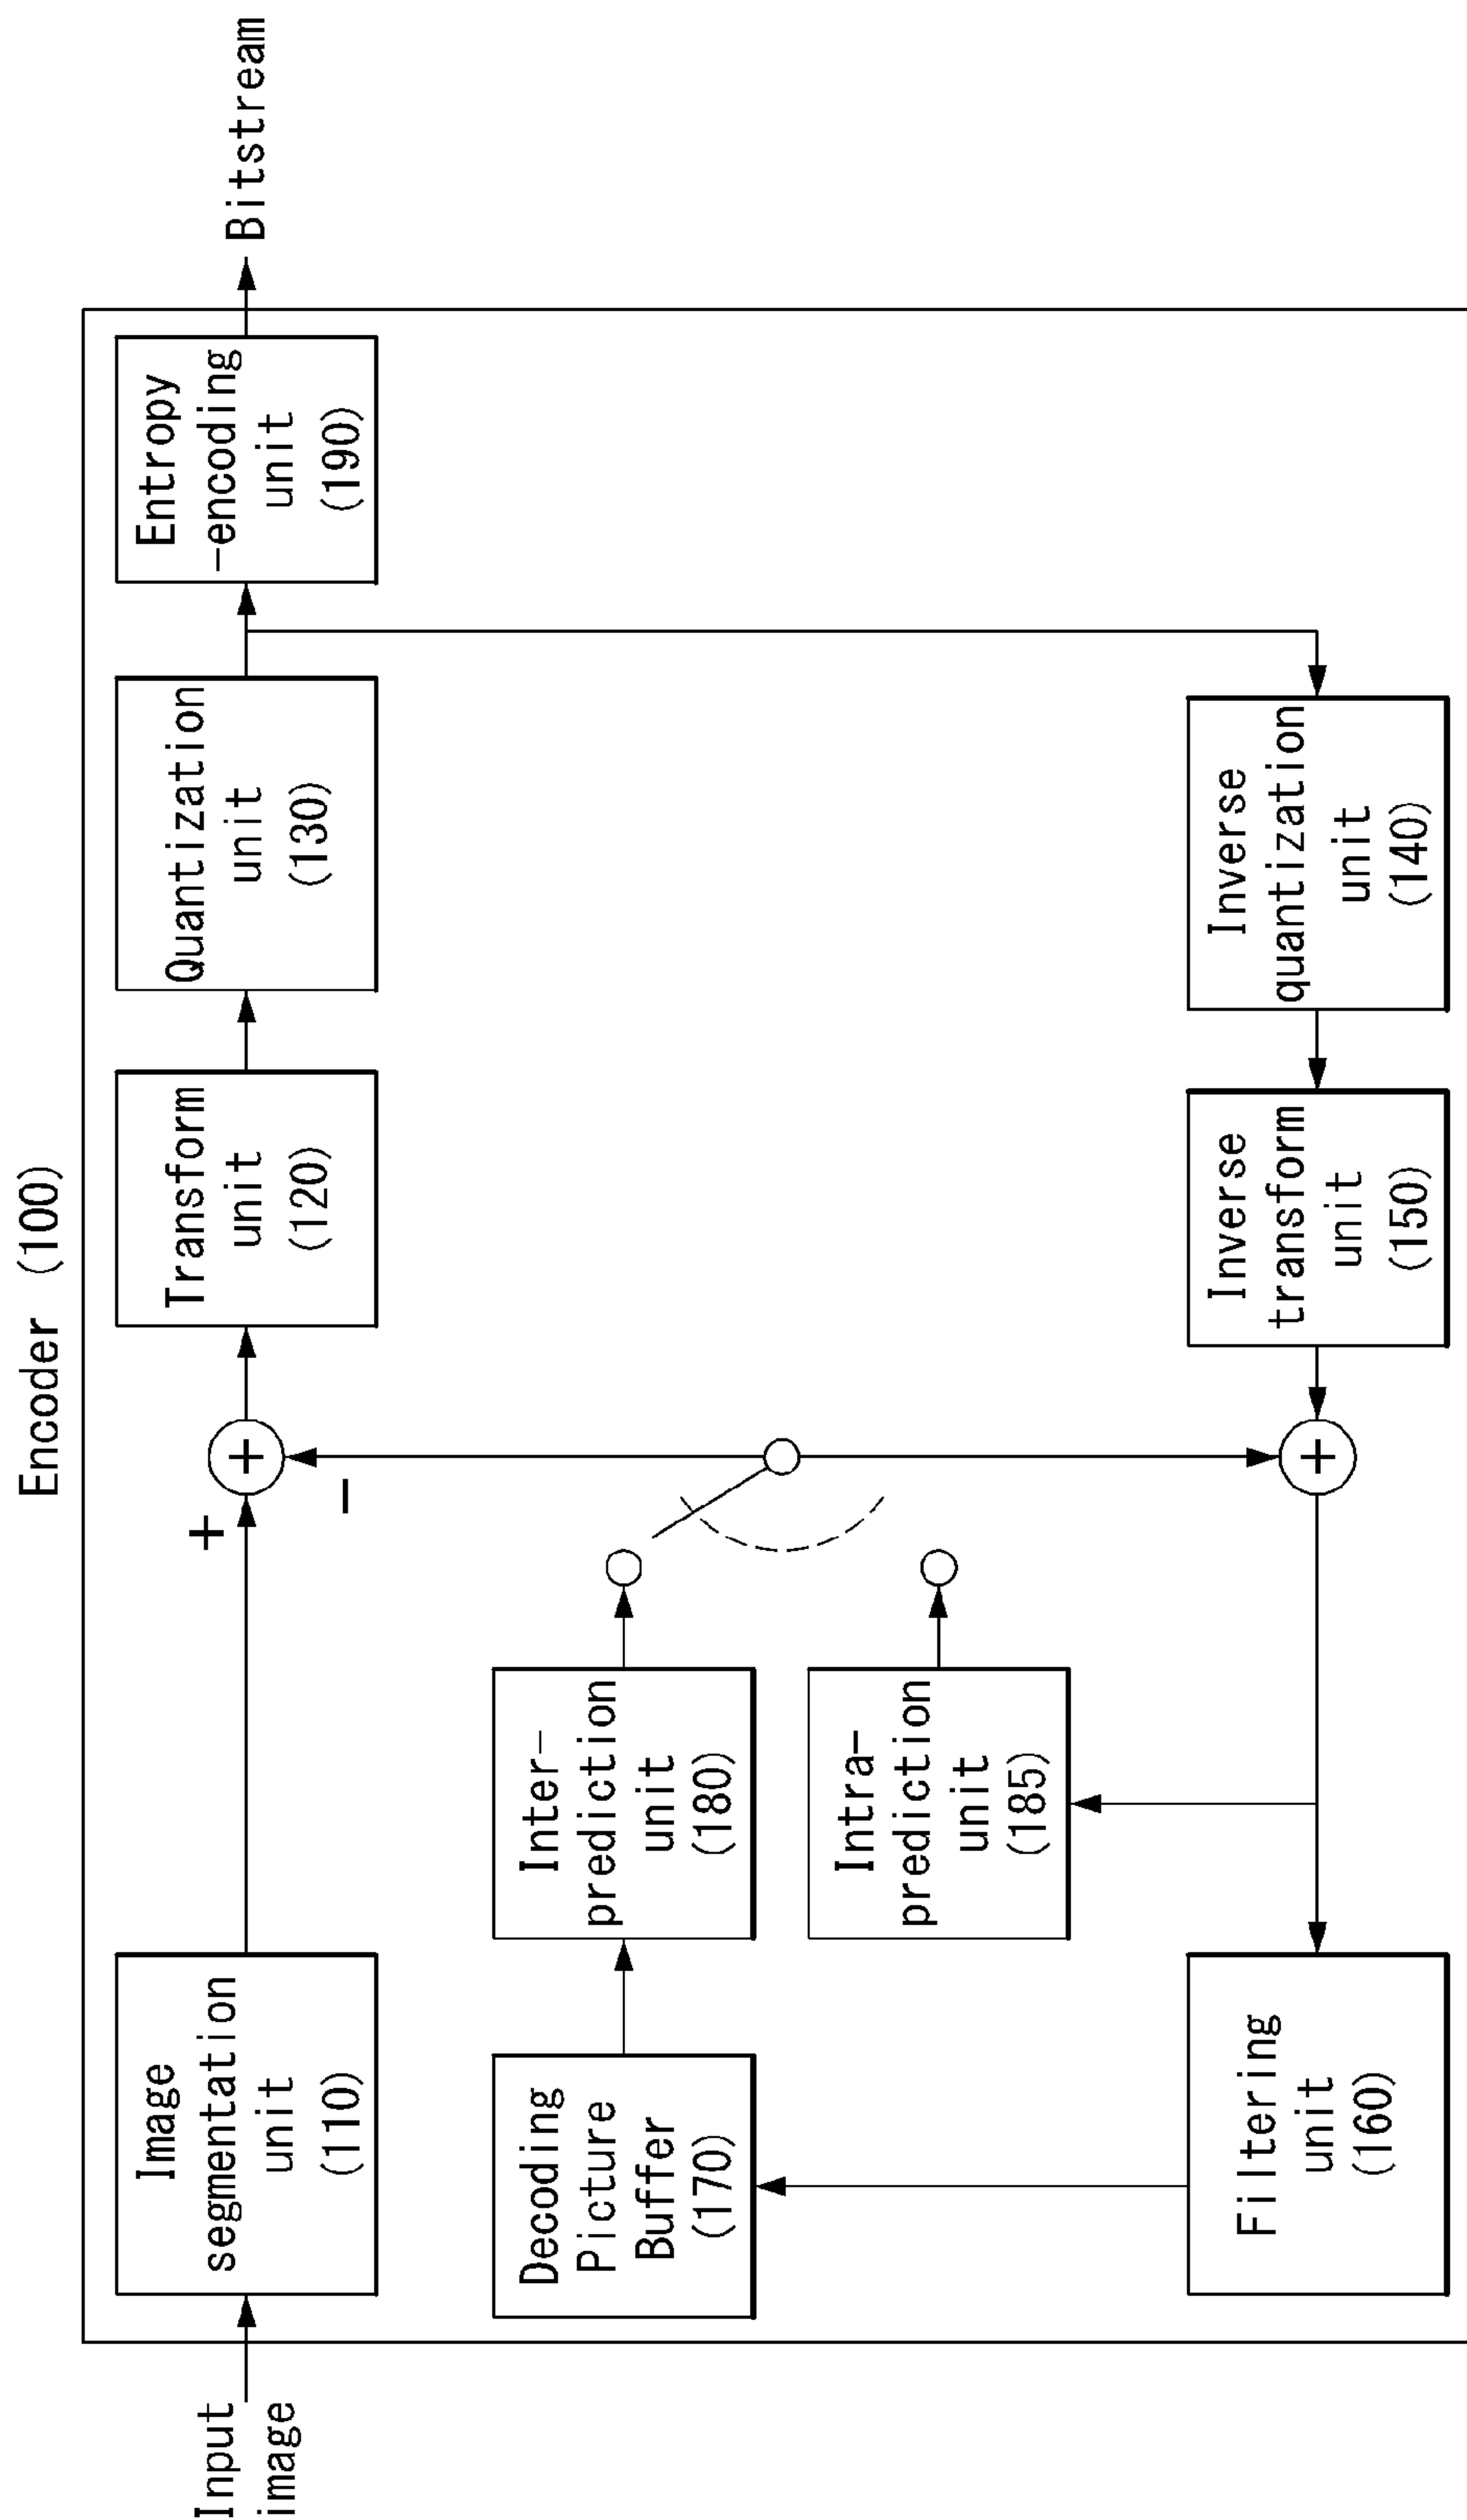 Encoder (100)
Input
image
Image
segmentation
unit
(110)
+
−
+
Transform
unit
(120)
Quantization
unit
(130)
Entropy
-encoding
unit
(190)
Bitstream
Decoding
Picture
Buffer
(170)
Inter-
prediction
unit
(180)
Intra-
prediction
unit
(185)
Filtering
unit
(160)
+
Inverse
transform
unit
(150)
Inverse
quantization
unit
(140)